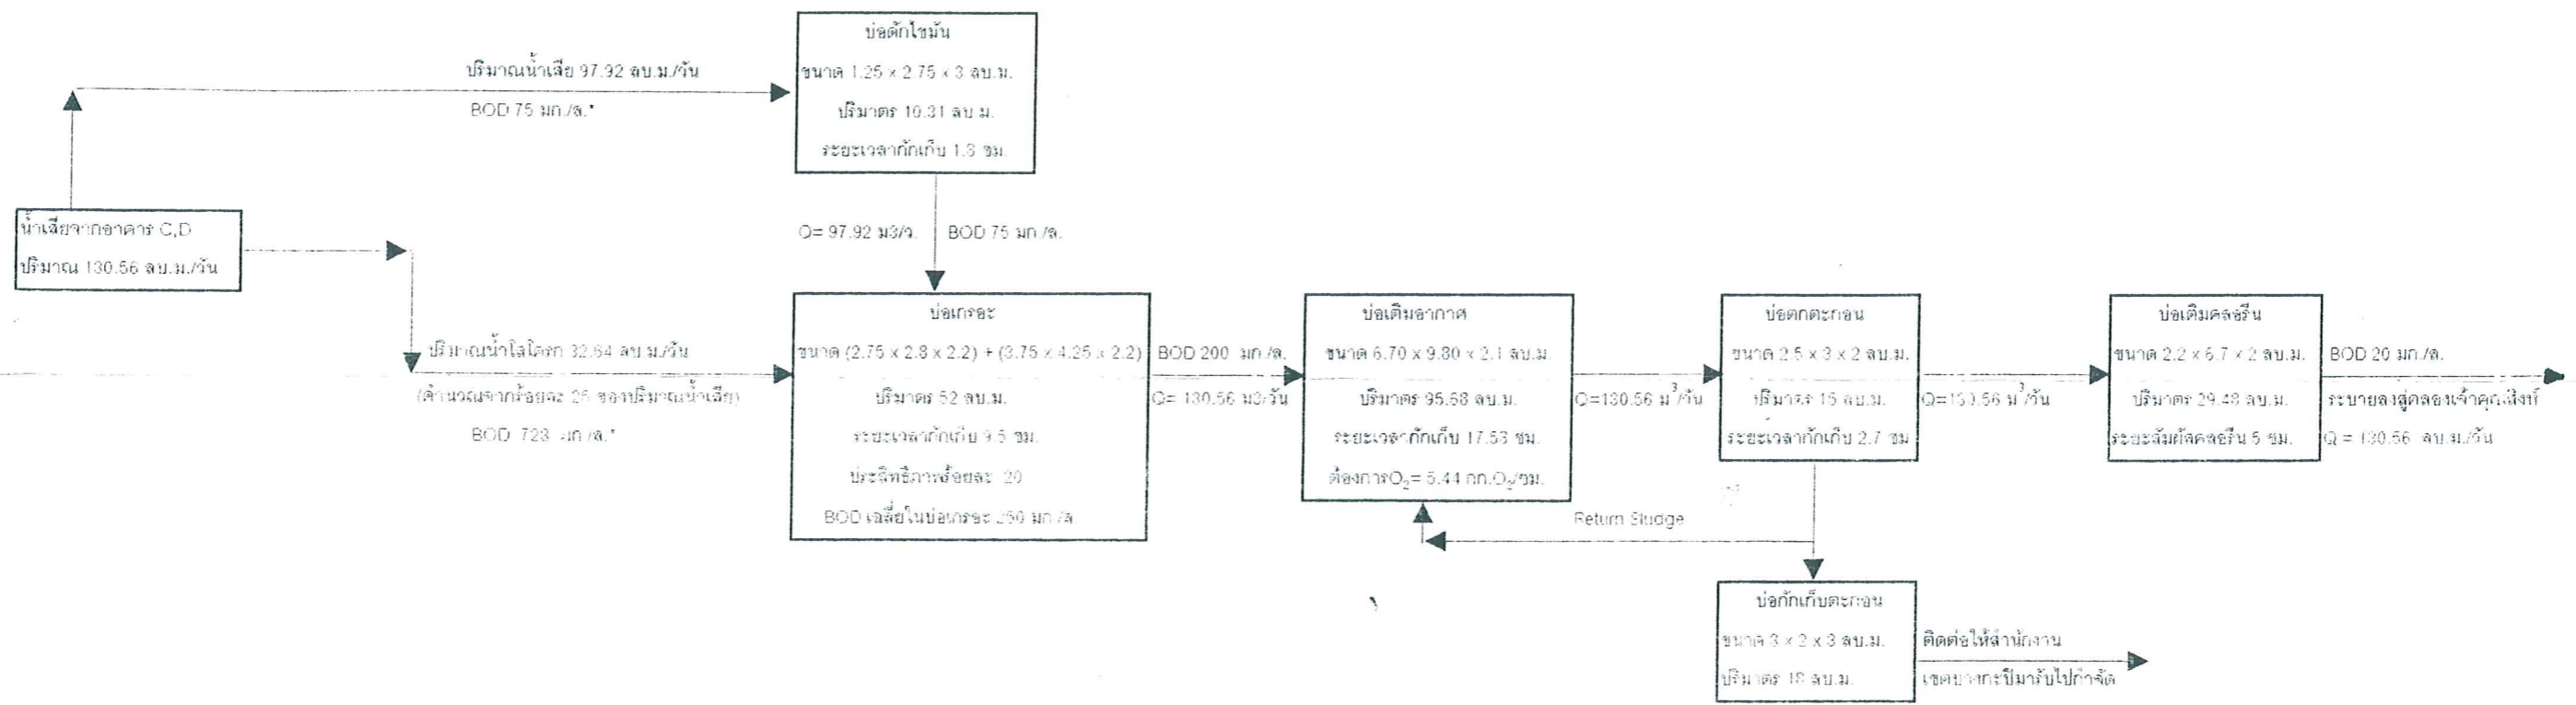 บ่อดักไขมัน
ขนาด 1.25 x 2.75 x 3 ลบ.ม.
ปริมาตร 10.31 ลบ.ม.
ระยะเวลากักเก็บ 1.3 ชม.
ปริมาณน้ำเสีย 97.92 ลบ.ม./วัน
BOD 75 มก./ล.*
น้ำเสียจากอาคาร C,D
ปริมาณ 130.56 ลบ.ม./วัน
Q= 97.92 ม3/ว. BOD 75 มก./ล.
ปริมาณน้ำโสโครก 32.64 ลบ.ม./วัน
(คำนวณจากร้อยละ 25 ของปริมาณน้ำเสีย)
BOD 723 มก./ล.*
บ่อเกรอะ
ขนาด (2.75 x 2.8 x 2.2) + (3.75 x 4.25 x 2.2)
ปริมาตร 52 ลบ.ม.
ระยะเวลากักเก็บ 9.5 ชม.
ประสิทธิภาพร้อยละ 20
BOD เฉลี่ยในบ่อเกรอะ 250 มก./ล
BOD 200 มก./ล.
Q= 130.56 ม3/วัน
บ่อเติมอากาศ
ขนาด 6.70 x 9.80 x 2.1 ลบ.ม.
ปริมาตร 95.68 ลบ.ม.
ระยะเวลากักเก็บ 17.58 ชม.
ต้องการO₂= 5.44 กก.O₂/ชม.
Q=130.56 ม³/วัน
บ่อตกตะกอน
ขนาด 2.5 x 3 x 2 ลบ.ม.
ปริมาตร 15 ลบ.ม.
ระยะเวลากักเก็บ 2.7 ชม
Q=130.56 ม³/วัน
บ่อเติมคลอรีน
ขนาด 2.2 x 6.7 x 2 ลบ.ม.
ปริมาตร 29.48 ลบ.ม.
ระยะสัมผัสคลอรีน 5 ชม.
BOD 20 มก./ล.
ระบายลงสู่คลองเจ้าคุณสิงห์
Q = 130.56 ลบ.ม./วัน
Return Sludge
บ่อกักเก็บตะกอน
ขนาด 3 x 2 x 3 ลบ.ม.
ปริมาตร 18 ลบ.ม.
ติดต่อให้สำนักงาน
เขตบางกะปิมารับไปกำจัด